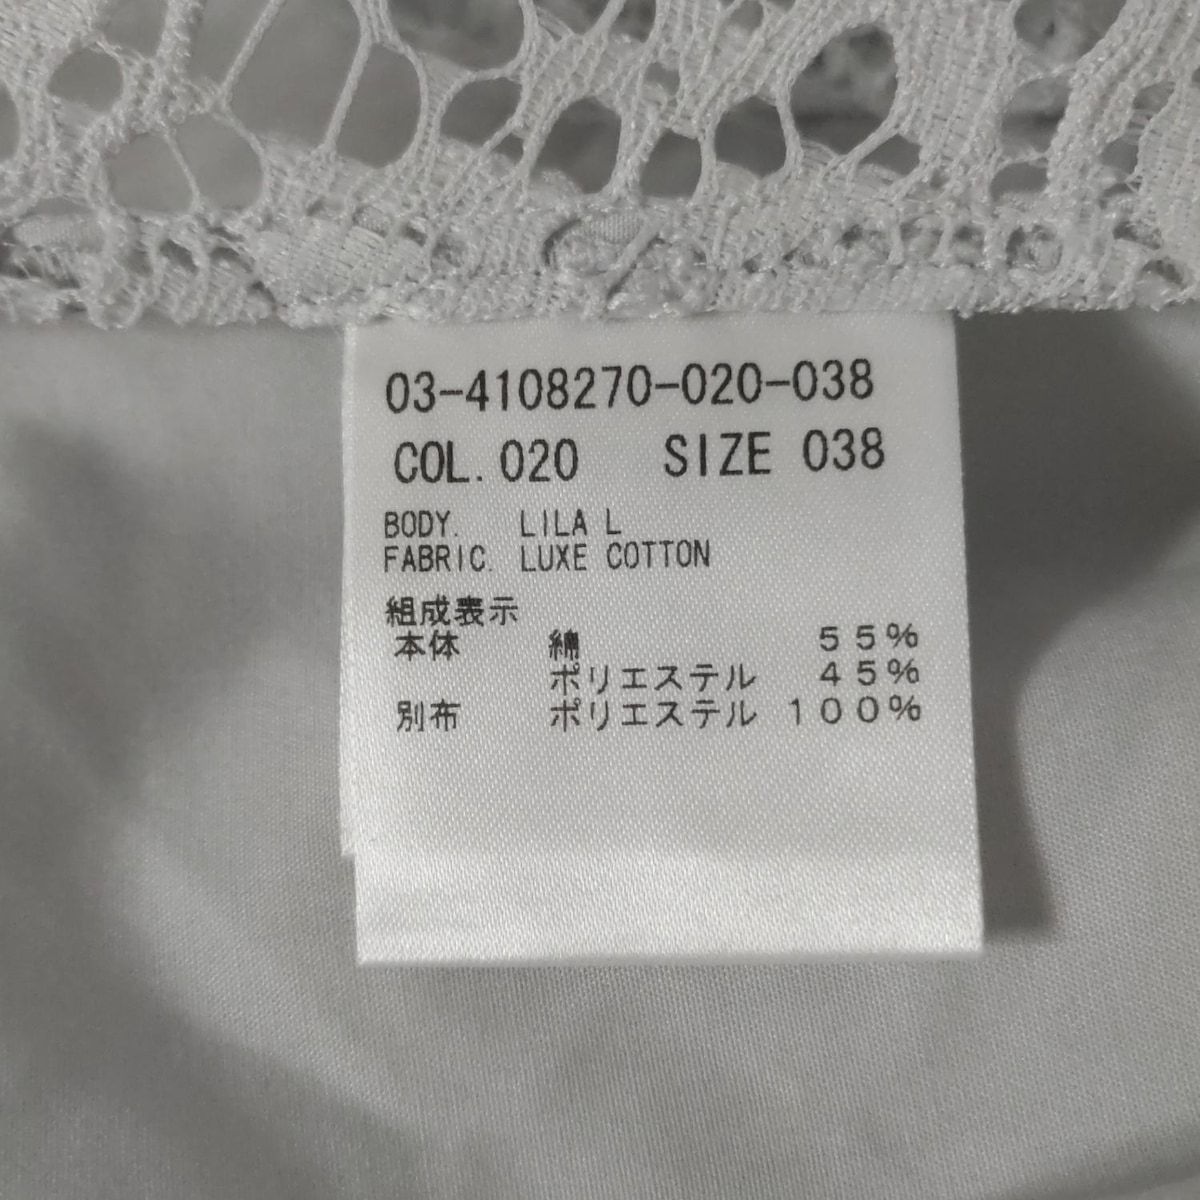 03-4108270-020-038
COL.020 SIZE 038
BODY. LILA L
FABRIC. LUXE COTTON
組成表示
本体 綿 55%
ポリエステル 45%
別布 ポリエステル 100%